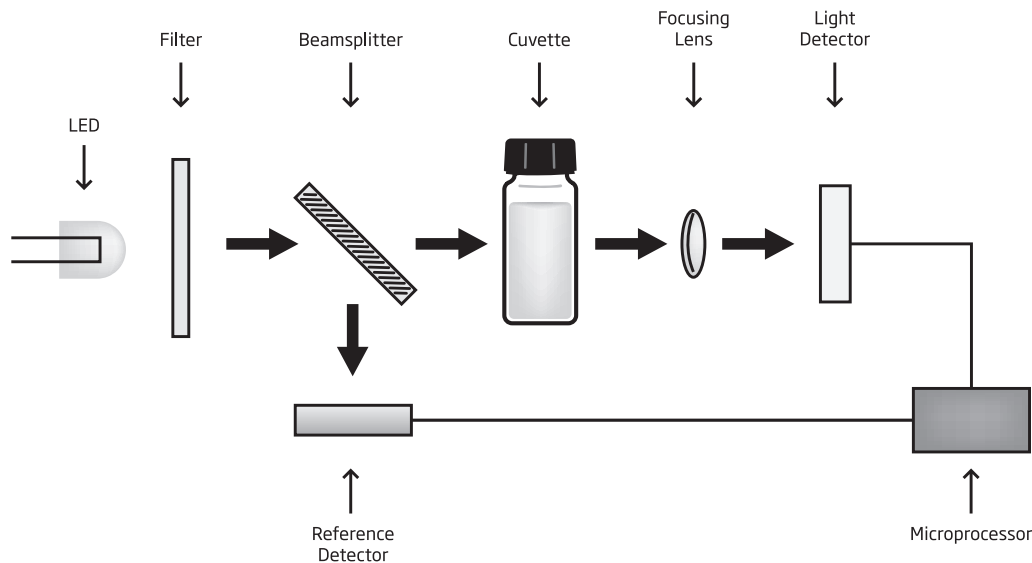 Filter
Beamsplitter
Cuvette
Focusing
Lens
Light
Detector
LED
Reference
Detector
Microprocessor